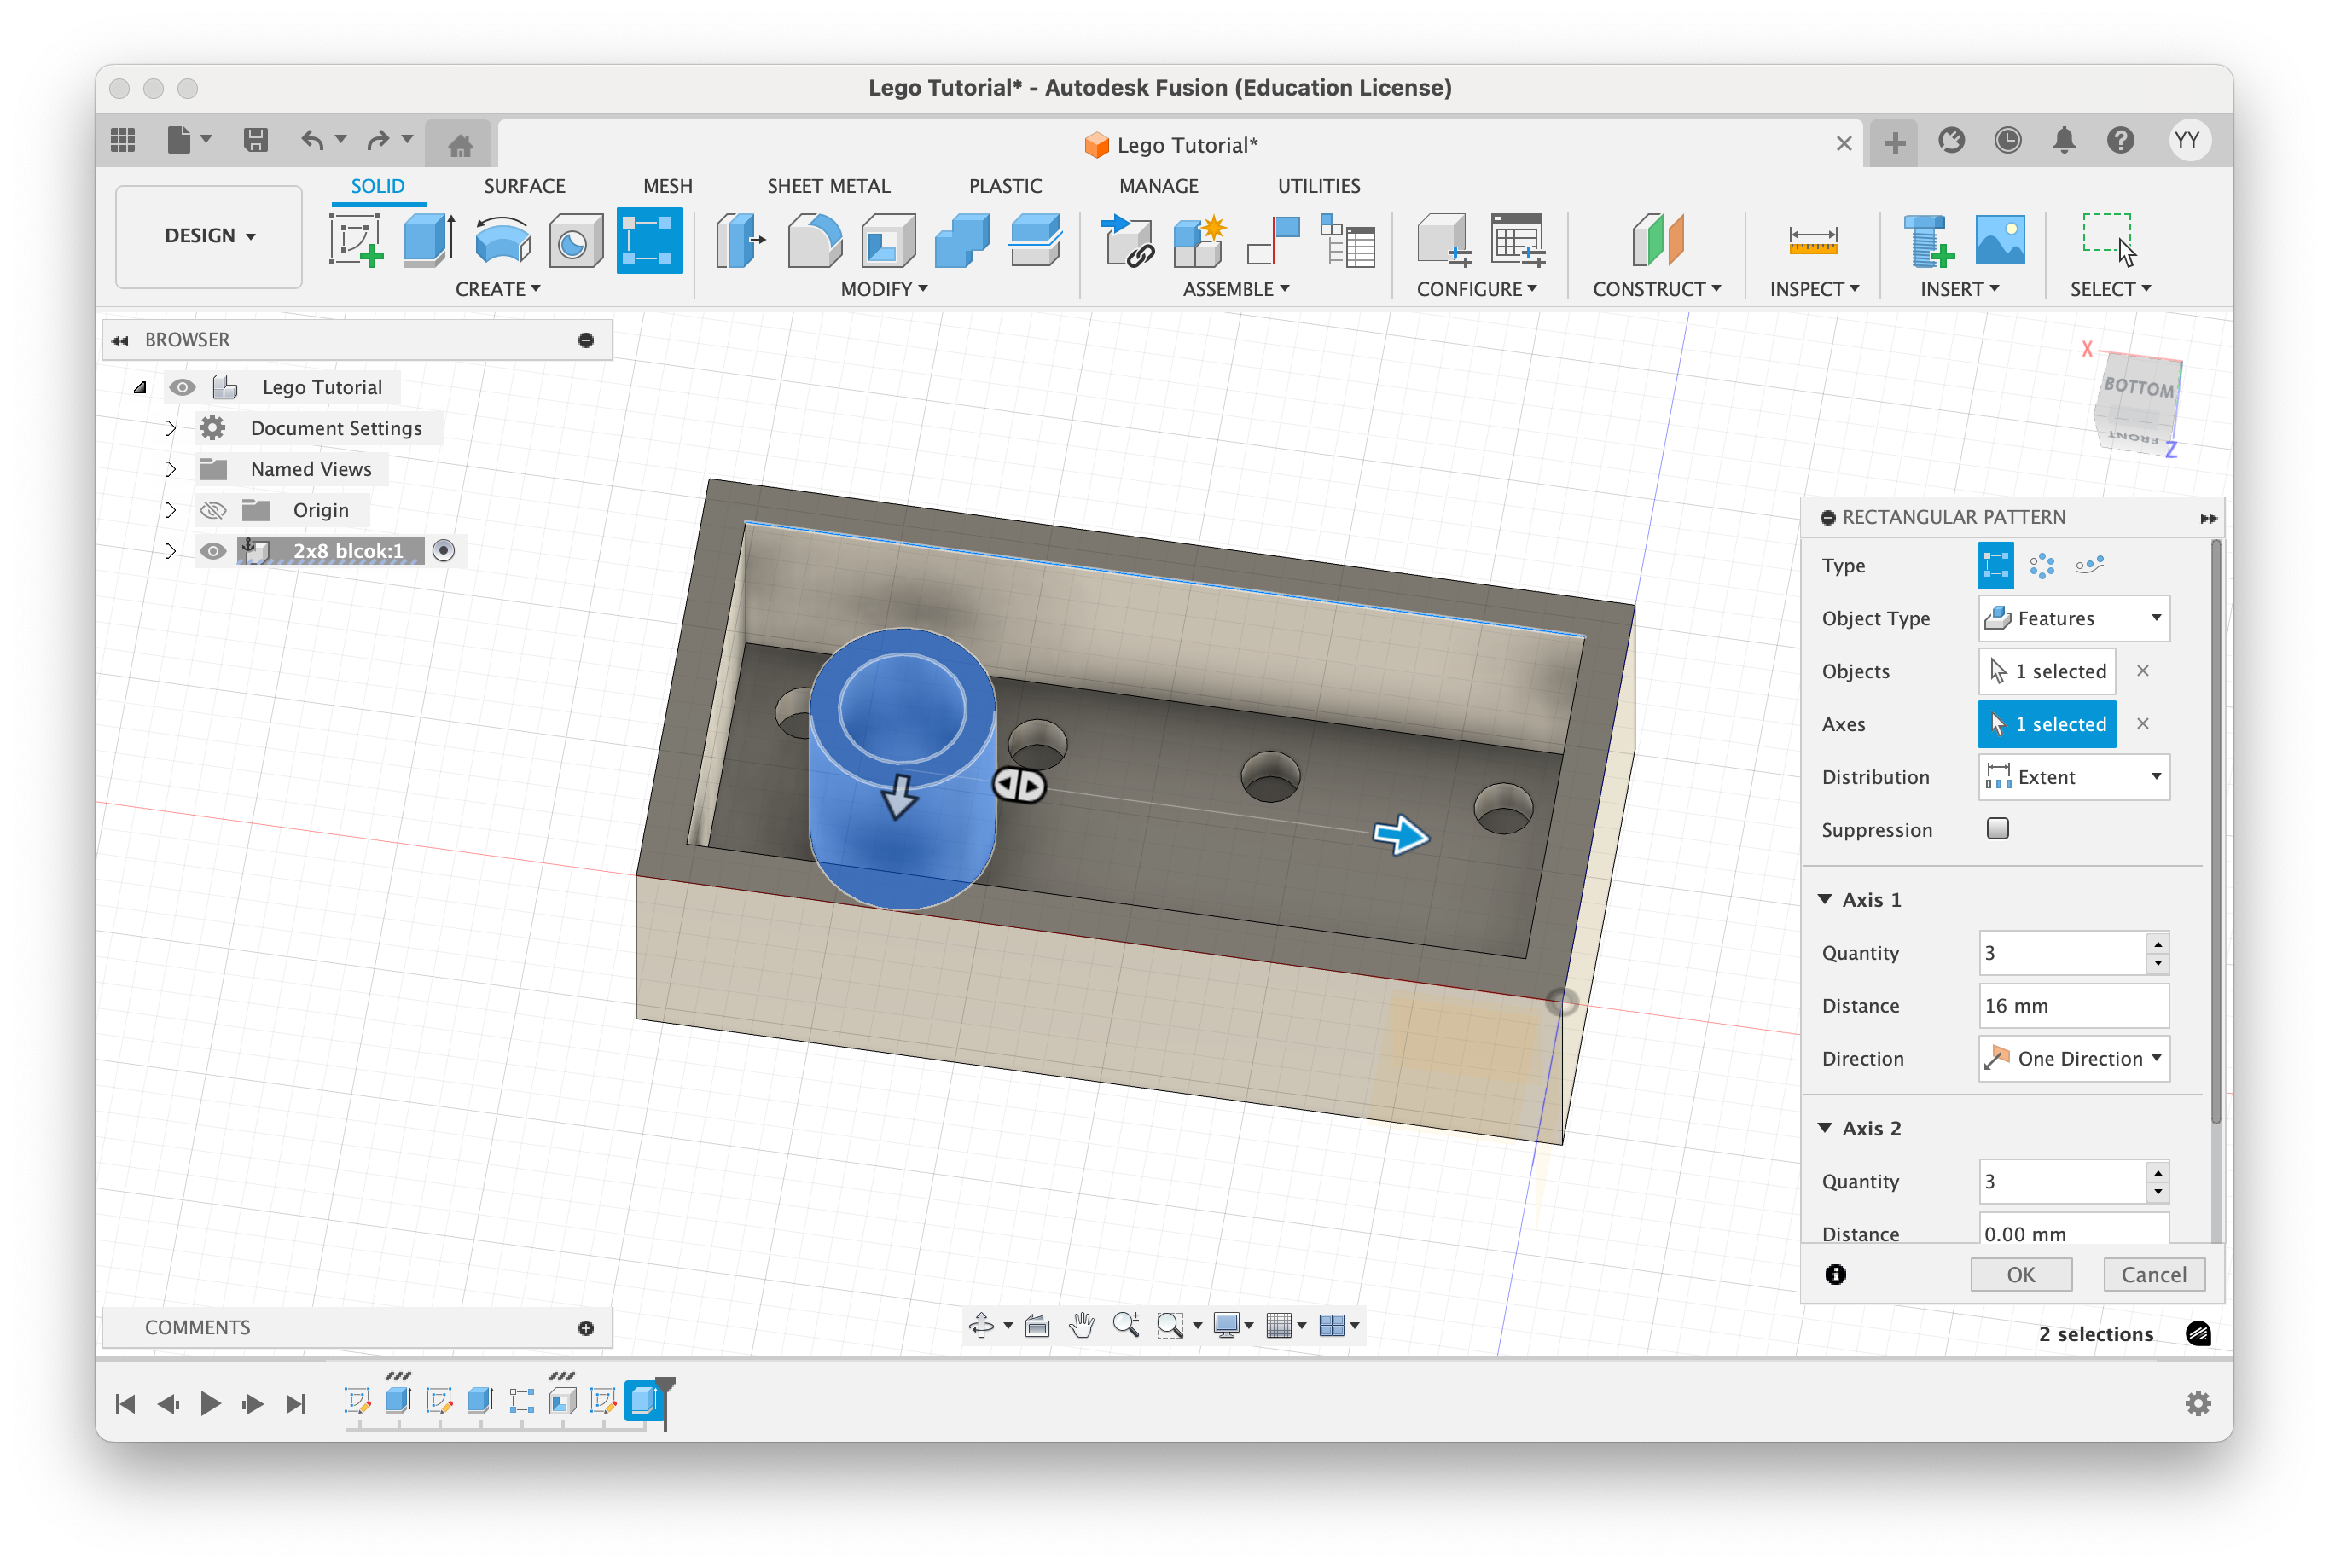 Lego Tutorial* - Autodesk Fusion (Education License)
Lego Tutorial*
YY
SOLID SURFACE MESH SHEET METAL PLASTIC MANAGE UTILITIES
DESIGN
CREATE MODIFY ASSEMBLE CONFIGURE CONSTRUCT INSPECT INSERT SELECT
BROWSER
Lego Tutorial
Document Settings
Named Views
Origin
2x8 blcok:1
X
BOTTOM
FRONT
Z
RECTANGULAR PATTERN
Type
Object Type Features
Objects 1 selected
Axes 1 selected
Distribution Extent
Suppression
Axis 1
Quantity 3
Distance 16 mm
Direction One Direction
Axis 2
Quantity 3
Distance 0.00 mm
OK Cancel
COMMENTS
2 selections